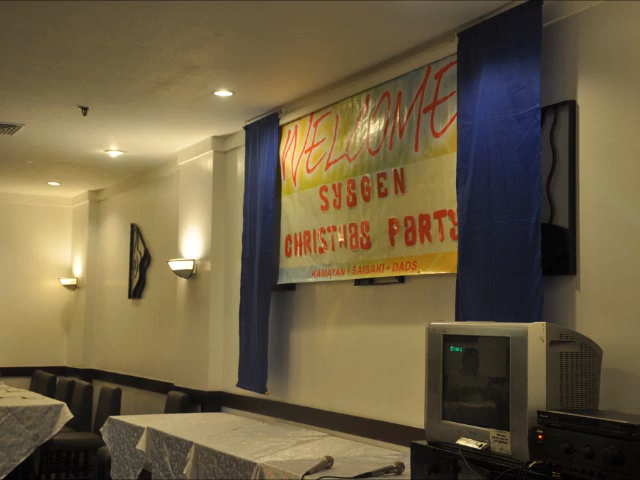 WELCOME
SYSGEN
CHRISTMAS PARTY
KAMAYAN - SAISAKI - DADS